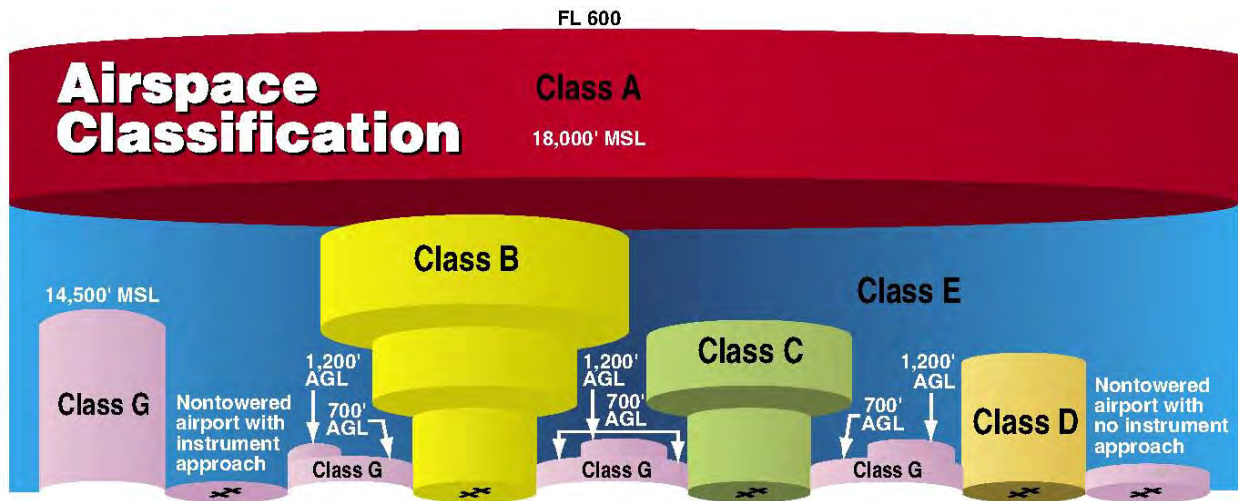 FL 600
Airspace
Classification
Class A
18,000' MSL
Class B
Class E
14,500' MSL
Class C
1,200'
AGL
1,200'
AGL
1,200'
AGL
700'
AGL
700'
AGL
700'
AGL
Class G
Nontowered
airport with
instrument
approach
Class G
Class G
Class G
Class D
Nontowered
airport with
no instrument
approach